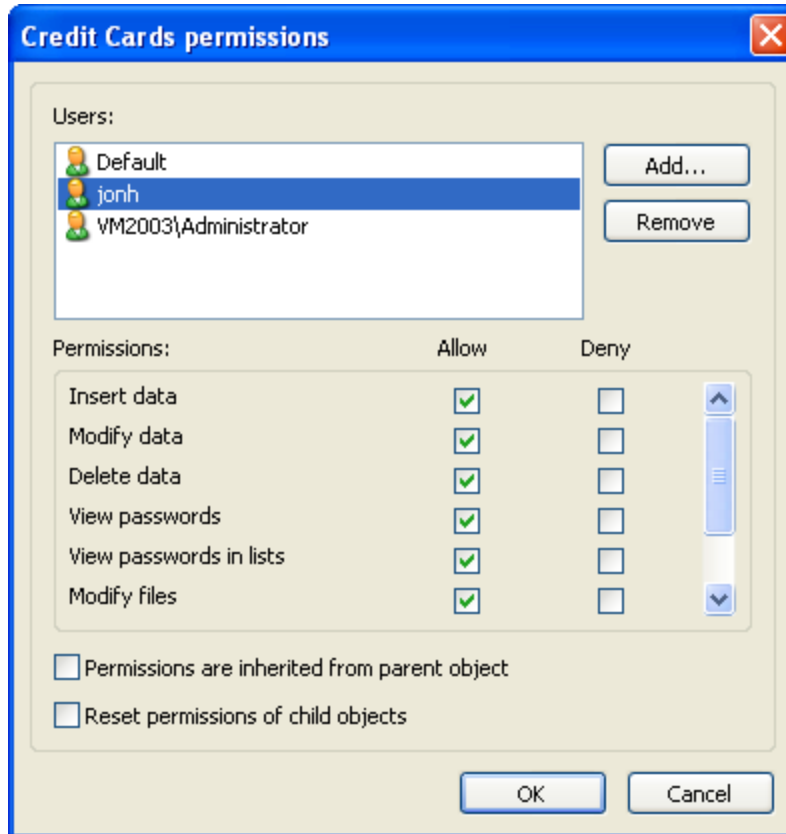 Credit Cards permissions
Users:
Default
Add...
jonh
VM2003\Administrator
Remove
Permissions: Allow Deny
Insert data
Modify data
Delete data
View passwords
View passwords in lists
Modify files
Permissions are inherited from parent object
Reset permissions of child objects
OK Cancel